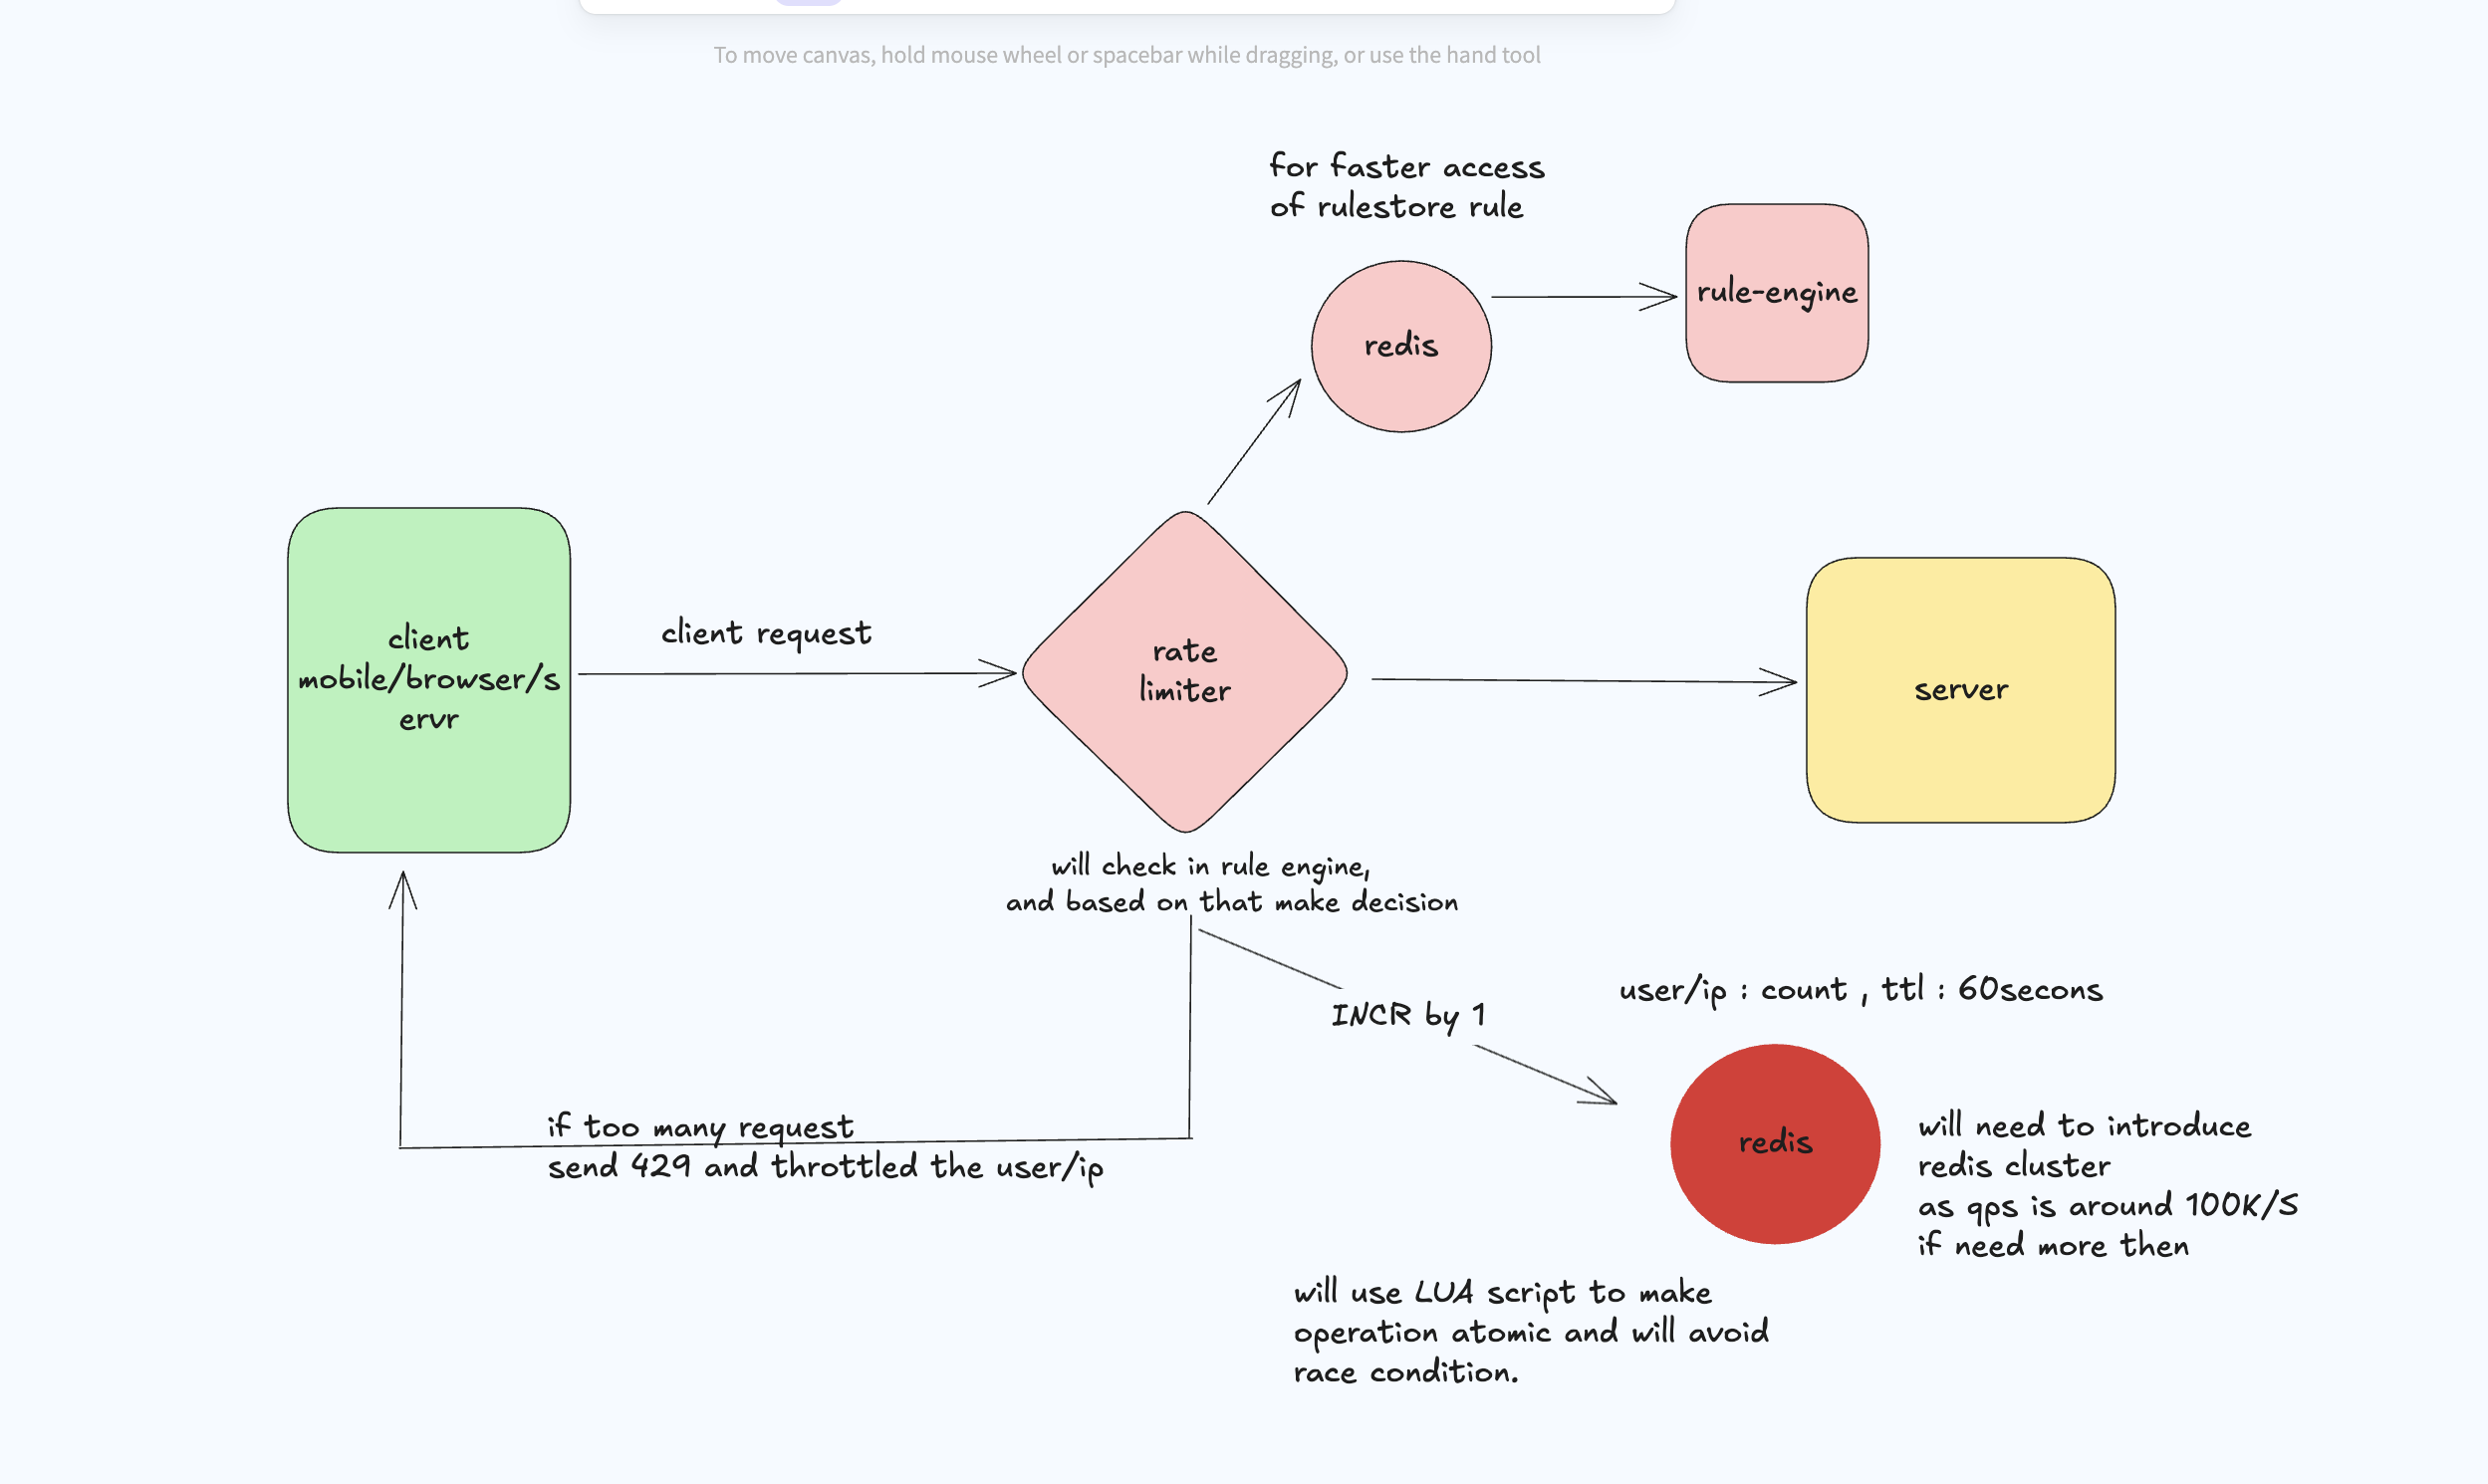 To move canvas, hold mouse wheel or spacebar while dragging, or use the hand tool
for faster access
of rulestore rule
redis
rule-engine
client
mobile/browser/s
ervr
client request
rate
limiter
server
will check in rule engine,
and based on that make decision
INCR by 1
user/ip : count , ttl : 60secons
redis
will need to introduce
redis cluster
as qps is around 100K/S
if need more then
if too many request
send 429 and throttled the user/ip
will use LUA script to make
operation atomic and will avoid
race condition.